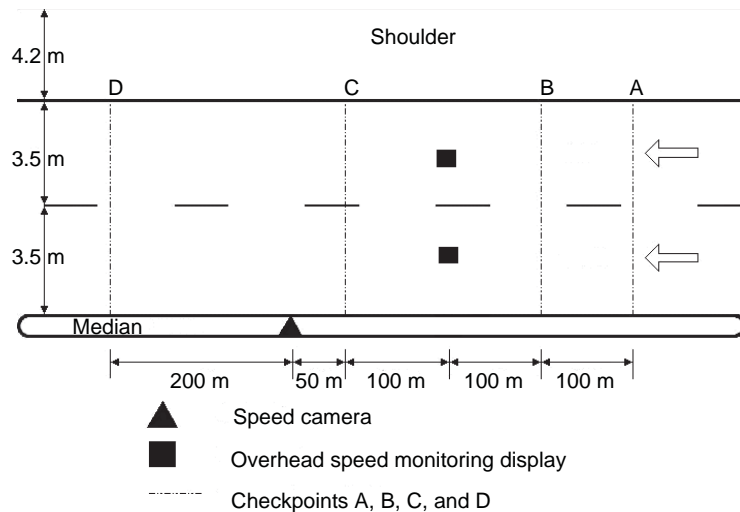 Shoulder
4.2 m
D C B A
3.5 m
3.5 m
Median
200 m 50 m 100 m 100 m 100 m
Speed camera
Overhead speed monitoring display
Checkpoints A, B, C, and D